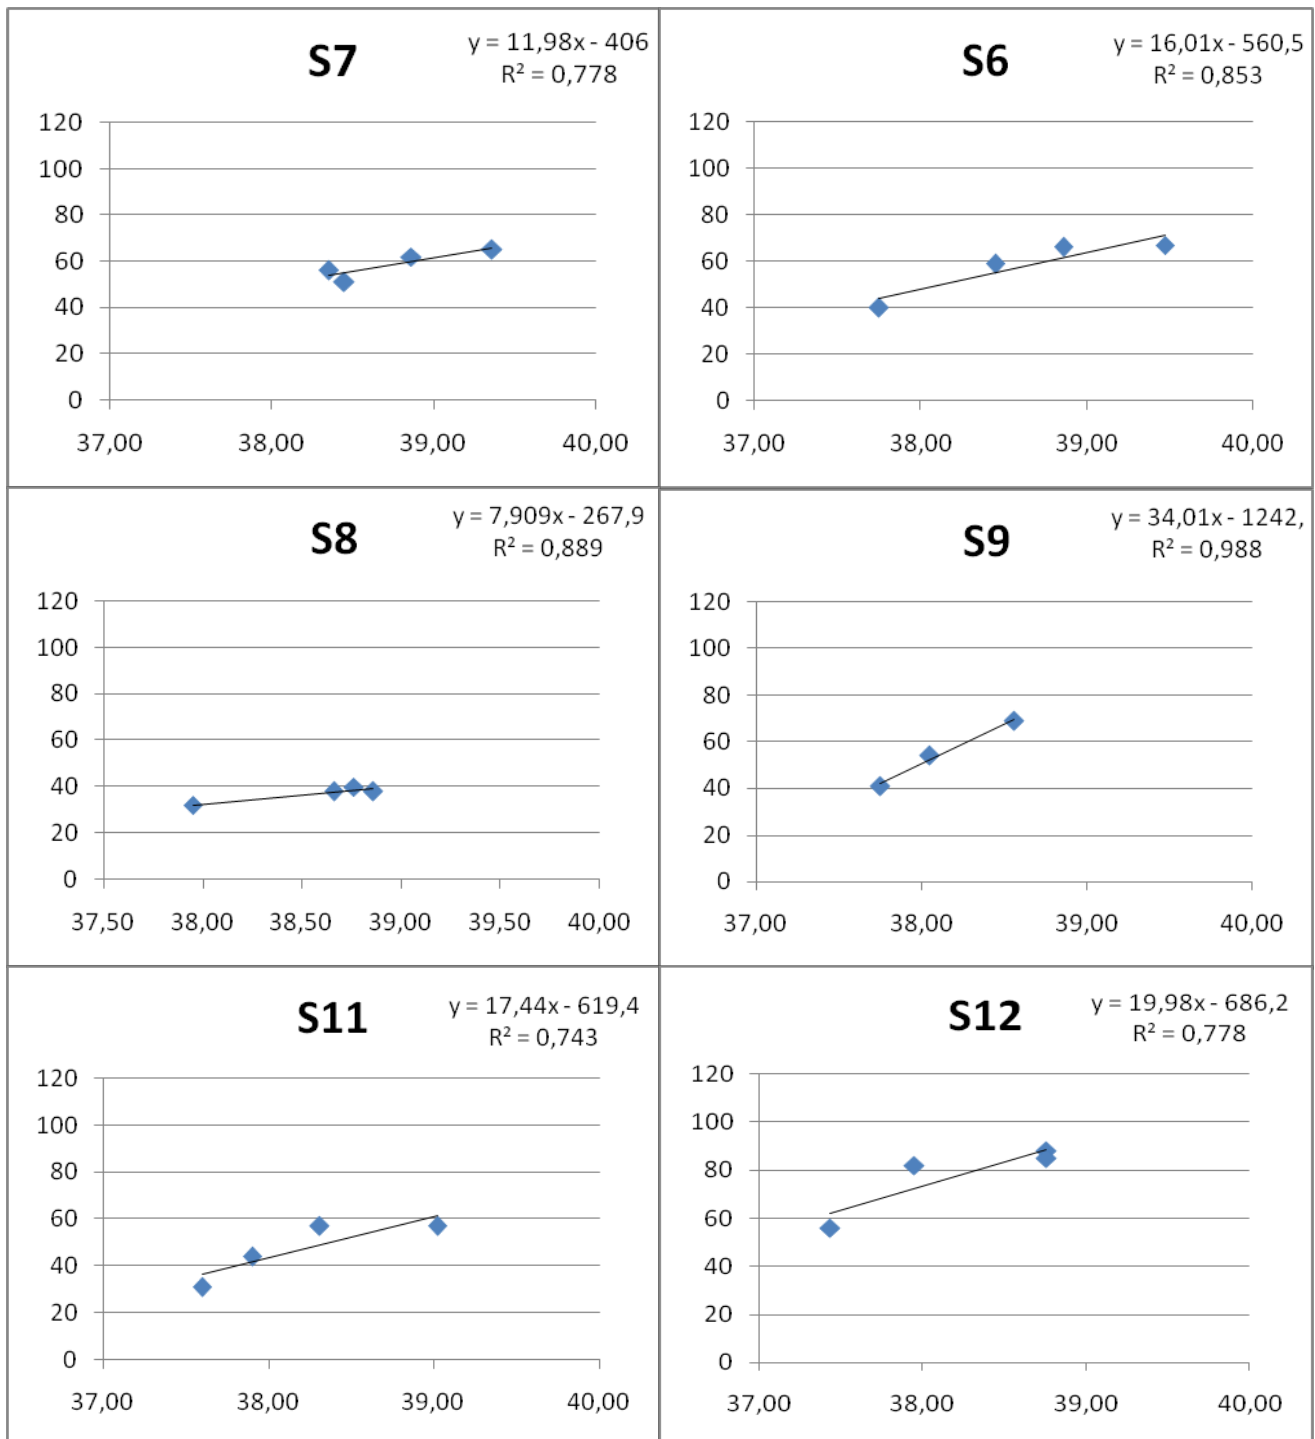 S7
y = 11,98x - 406
R² = 0,778
120
100
80
60
40
20
0
37,00 38,00 39,00 40,00
S6
y = 16,01x - 560,5
R² = 0,853
120
100
80
60
40
20
0
37,00 38,00 39,00 40,00
S8
y = 7,909x - 267,9
R² = 0,889
120
100
80
60
40
20
0
37,50 38,00 38,50 39,00 39,50 40,00
S9
y = 34,01x - 1242,
R² = 0,988
120
100
80
60
40
20
0
37,00 38,00 39,00 40,00
S11
y = 17,44x - 619,4
R² = 0,743
120
100
80
60
40
20
0
37,00 38,00 39,00 40,00
S12
y = 19,98x - 686,2
R² = 0,778
120
100
80
60
40
20
0
37,00 38,00 39,00 40,00